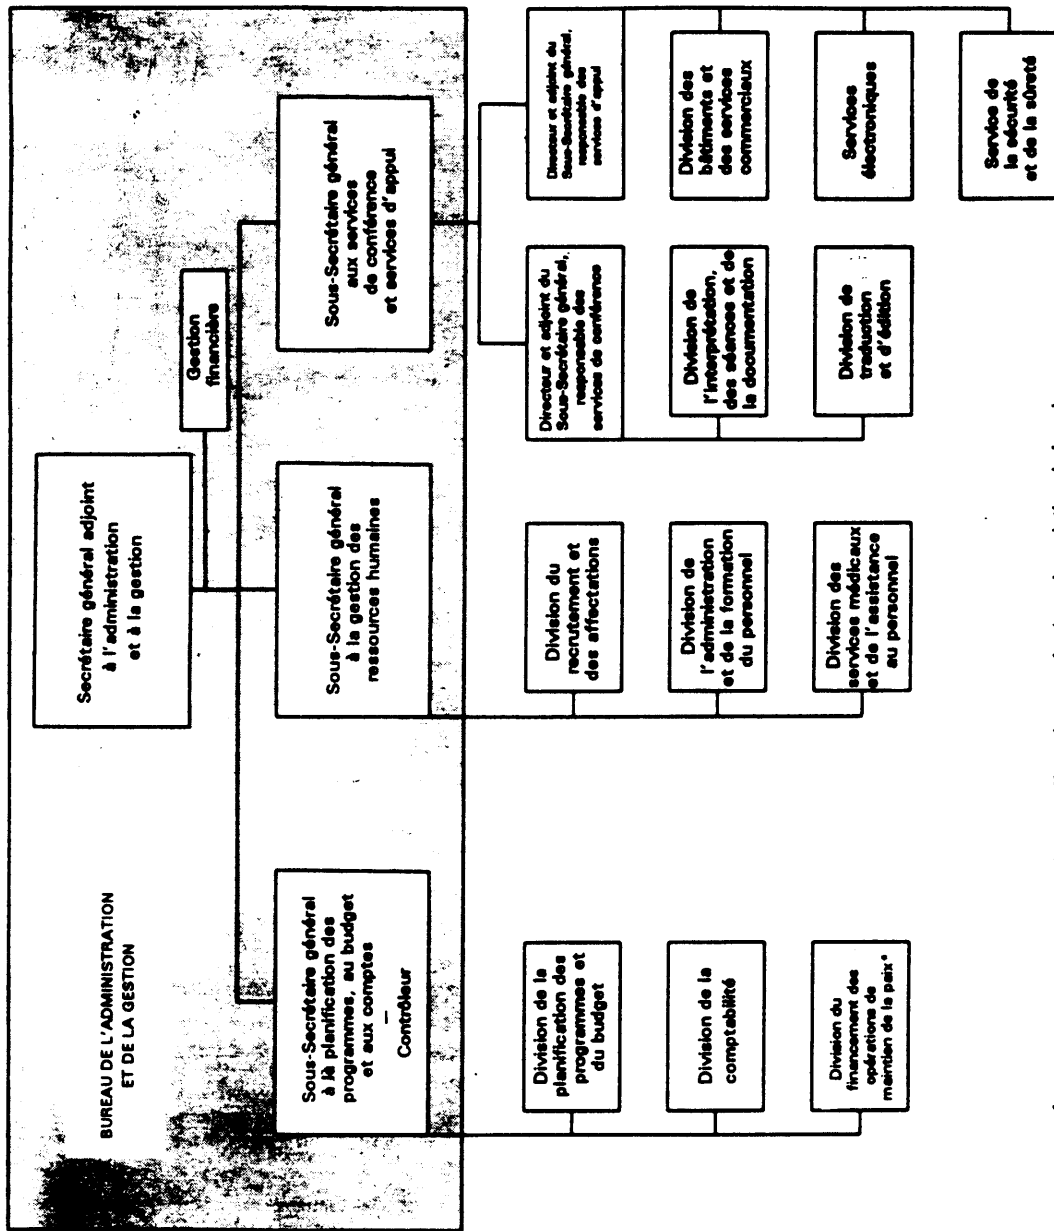 BUREAU DE L'ADMINISTRATION
ET DE LA GESTION
Secrétaire général adjoint
à l'administration
et à la gestion
Gestion
financière
Sous-Secrétaire général
à la planification des
programmes, au budget
et aux comptes
—
Contrôleur
Sous-Secrétaire général
à la gestion des
ressources humaines
Sous-Secrétaire général
aux services
de conférence
et services d'appui
Division de la
planification des
programmes et
du budget
Division de la
comptabilité
Division du
financement des
opérations de
maintien de la paix*
Division du
recrutement et
des affectations
Division de
l'administration
et de la formation
du personnel
Division des
services médicaux
et de l'assistance
au personnel
Directeur et adjoint du
Sous-Secrétaire général,
responsable des
services de conférence
Division de
l'interprétation,
des séances et de
la documentation
Division de
traduction
et d'édition
Directeur et adjoint du
Sous-Secrétaire général,
responsable des
services d'appui
Division des
bâtiments et
des services
commerciaux
Services
électroniques
Service de
la sécurité
et de la sûreté